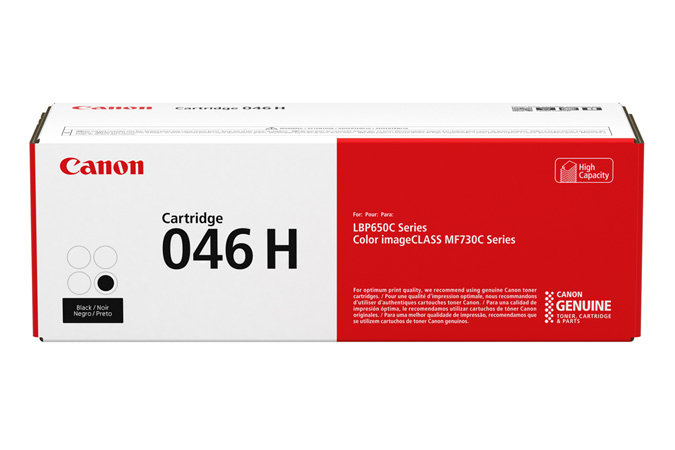 Canon Cartridge 046 H
Canon
High
Capacity
Cartridge
046 H
For: Pour: Para:
LBP650C Series
Color imageCLASS MF730C Series
Black / Noir
Negro / Preto
For optimum print quality, we recommend using genuine Canon toner
cartridges. / Pour une qualité d'impression optimale, nous recommandons
d'utiliser d'authentiques cartouches toner Canon. / Para una calidad de
impresión óptima, le recomendamos utilizar cartuchos de tóner Canon
originales. / Para uma melhor qualidade de impressão, recomendamos que
se utilizem cartuchos de tóner Canon genuínos.
CANON
GENUINE
TONER, CARTRIDGE
& PARTS